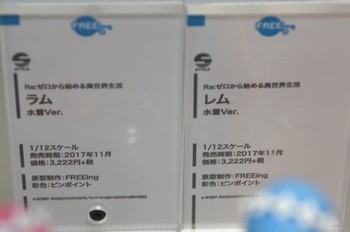 FREEing
S
STYLE
Re:ゼロから始める異世界生活
ラム
水着Ver.
1/12スケール
発売時期：2017年11月
価格：3,222円+税
原型制作：FREEing
彩色：ピンポイント
FREEing
S
STYLE
Re:ゼロから始める異世界生活
レム
水着Ver.
1/12スケール
発売時期：2017年11月
価格：3,222円+税
原型制作：FREEing
彩色：ピンポイント